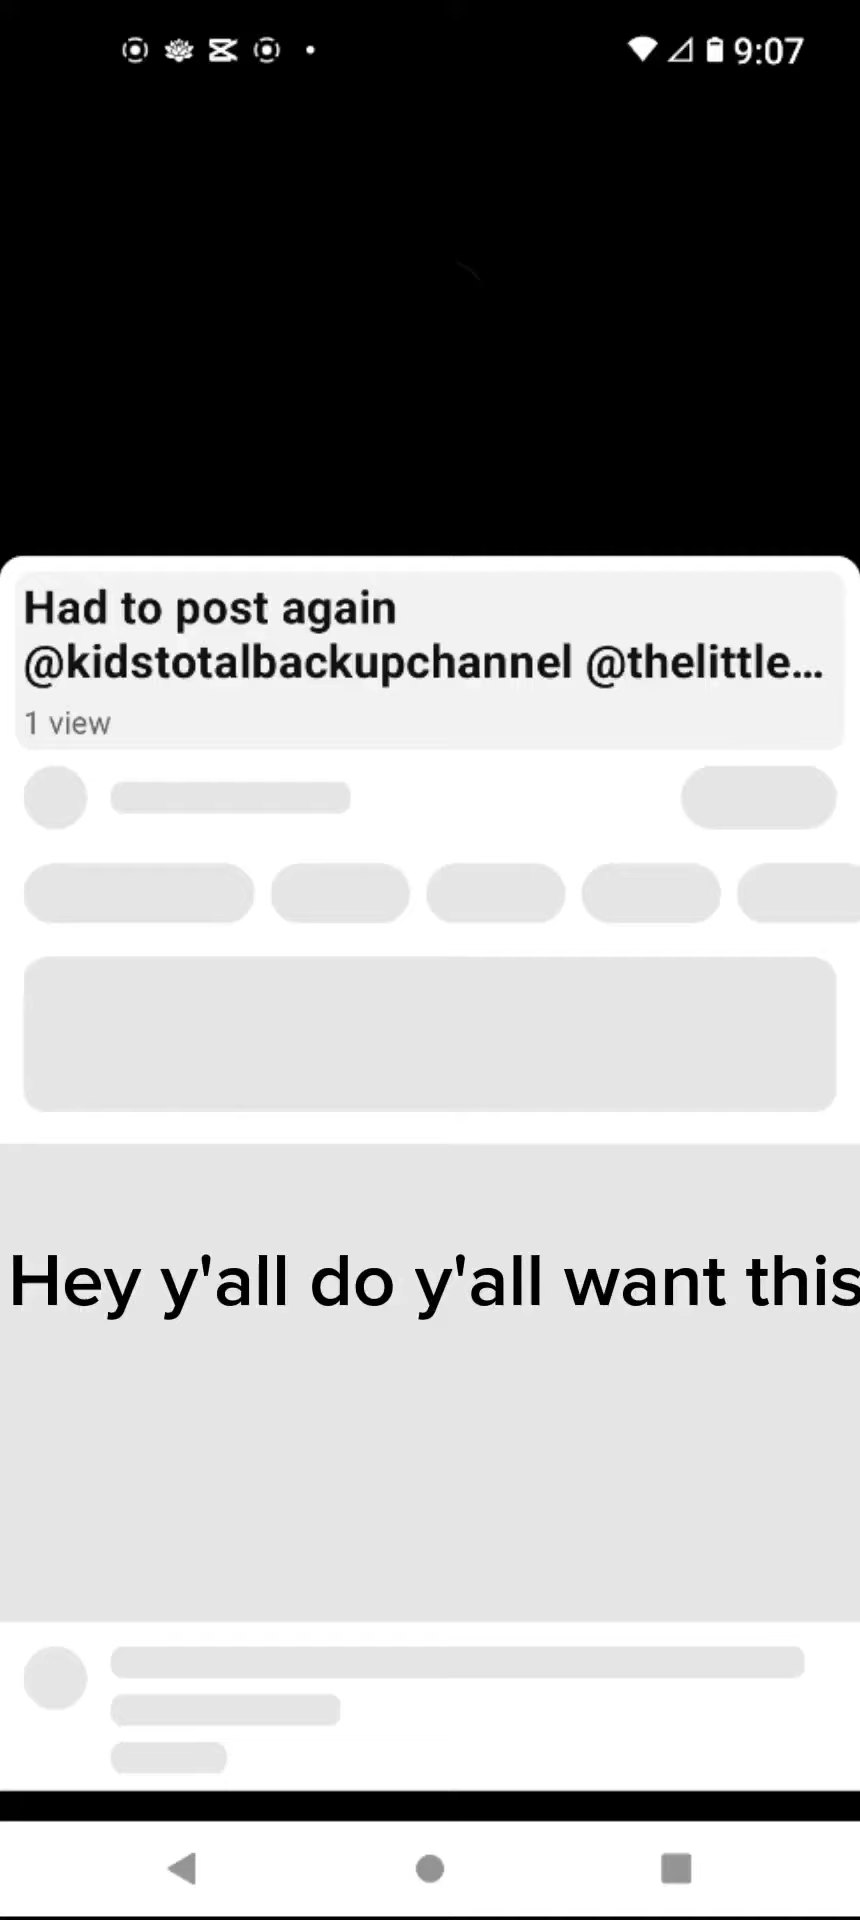 9:07
Had to post again
@kidstotalbackupchannel @thelittle...
1 view
Hey y'all do y'all want this